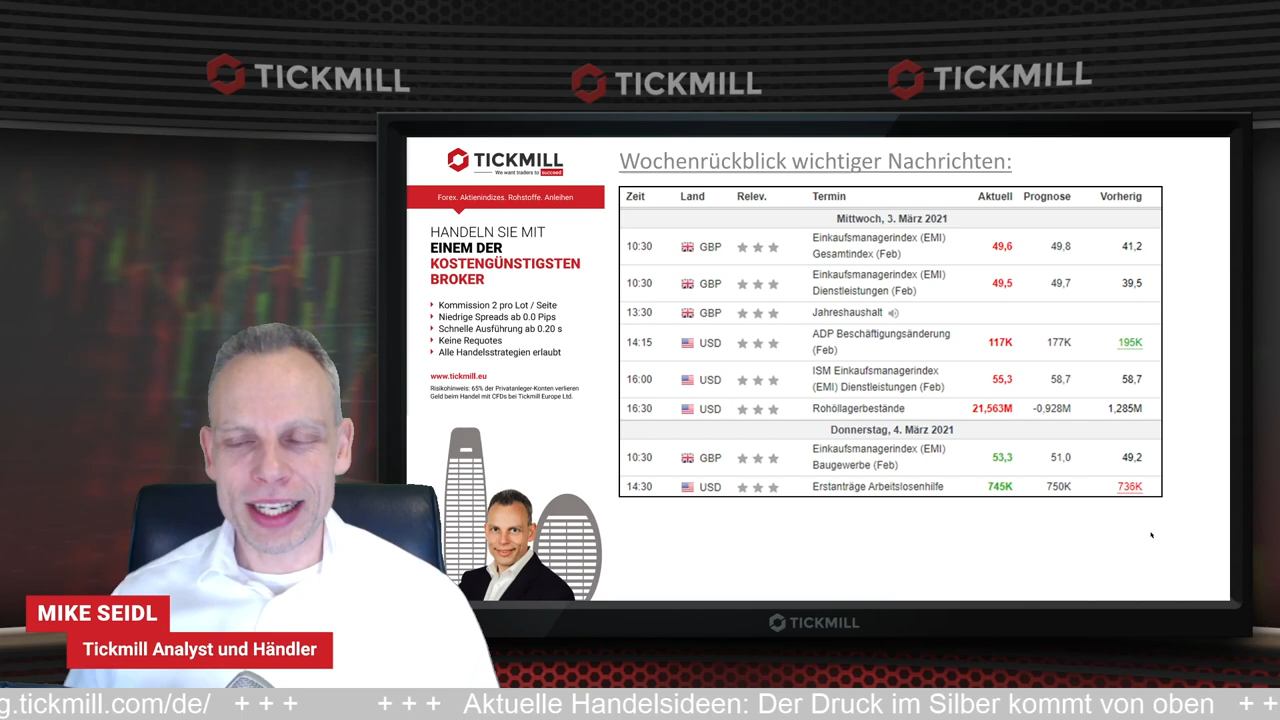 TICKMILL
TICKMILL
TICKMILL
TICKMILL
We want traders to succeed
Forex. Aktienindizes. Rohstoffe. Anleihen
HANDELN SIE MIT
EINEM DER
KOSTENGÜNSTIGSTEN
BROKER
Kommission 2 pro Lot / Seite
Niedrige Spreads ab 0.0 Pips
Schnelle Ausführung ab 0.20 s
Keine Requotes
Alle Handelsstrategien erlaubt
www.tickmill.eu
Risikohinweis: 65% der Privatanleger-Konten verlieren
Geld beim Handel mit CFDs bei Tickmill Europe Ltd.
Wochenrückblick wichtiger Nachrichten:
Zeit Land Relev. Termin Aktuell Prognose Vorherig
Mittwoch, 3. März 2021
10:30 GBP Einkaufsmanagerindex (EMI) 49,6 49,8 41,2
Gesamtindex (Feb)
10:30 GBP Einkaufsmanagerindex (EMI) 49,5 49,7 39,5
Dienstleistungen (Feb)
13:30 GBP Jahreshaushalt
14:15 USD ADP Beschäftigungsänderung 117K 177K 195K
(Feb)
16:00 USD ISM Einkaufsmanagerindex 55,3 58,7 58,7
(EMI) Dienstleistungen (Feb)
16:30 USD Rohöllagerbestände 21,563M -0,928M 1,285M
Donnerstag, 4. März 2021
10:30 GBP Einkaufsmanagerindex (EMI) 53,3 51,0 49,2
Baugewerbe (Feb)
14:30 USD Erstanträge Arbeitslosenhilfe 745K 750K 736K
TICKMILL
MIKE SEIDL
Tickmill Analyst und Händler
g.tickmill.com/de/ + + + + + + Aktuelle Handelsideen: Der Druck im Silber kommt von oben + +